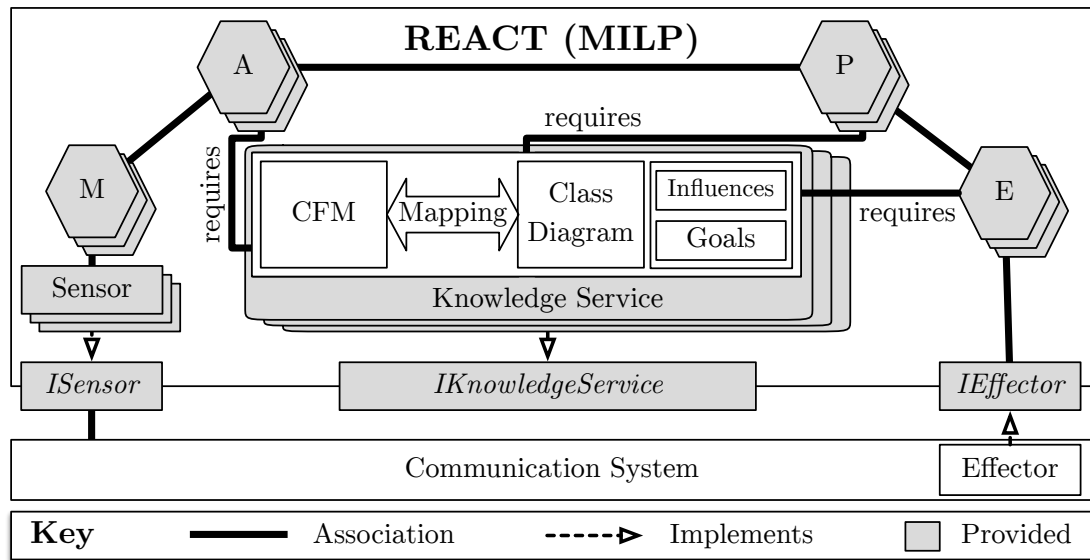 REACT (MILP)
A
P
requires
M
requires
CFM
Mapping
Class
Diagram
Influences
Goals
requires
E
Sensor
Knowledge Service
ISensor
IKnowledgeService
IEffector
Communication System
Effector
Key
Association
Implements
Provided